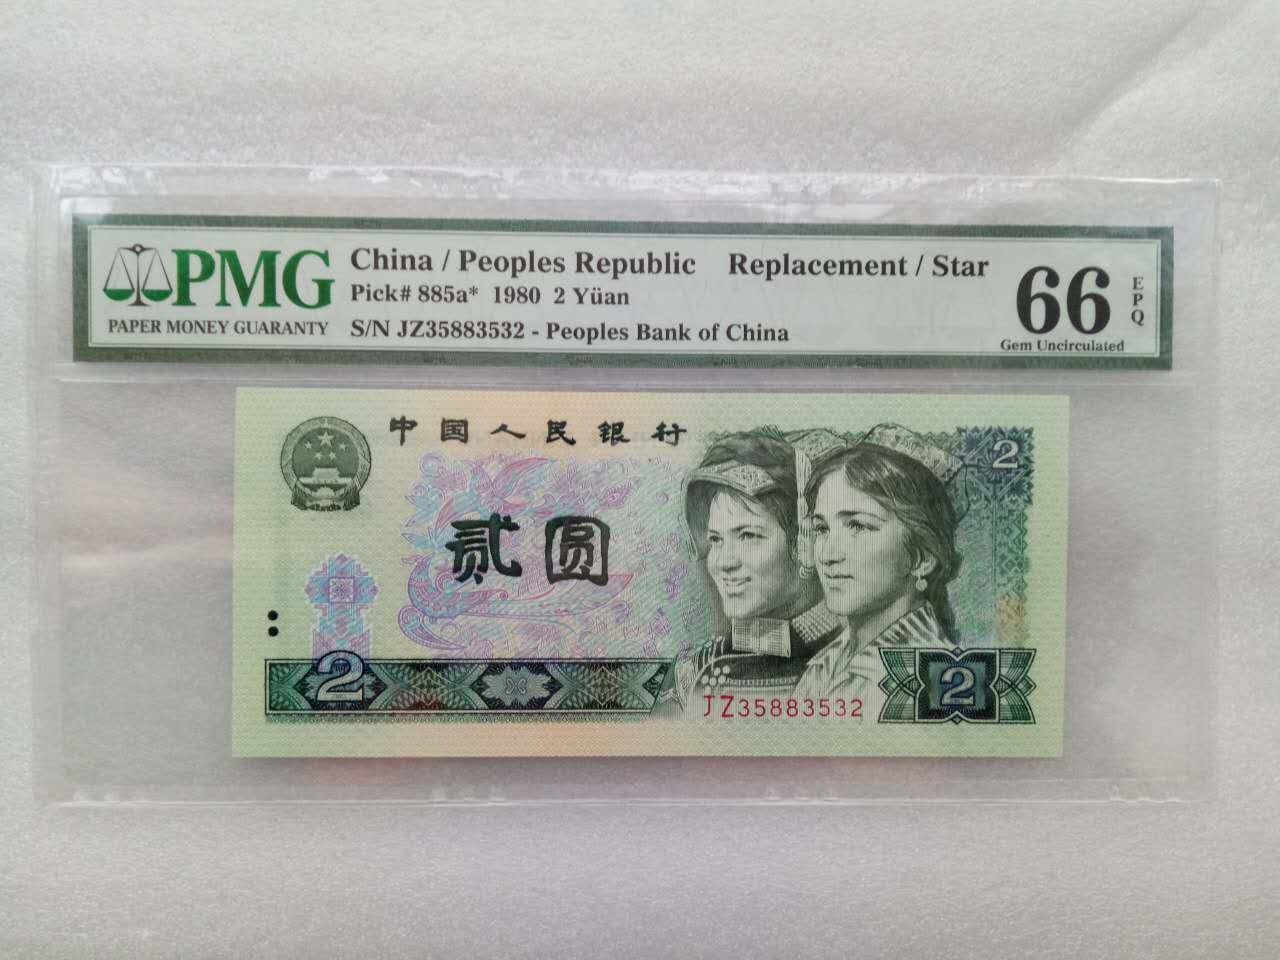 PMG
PAPER MONEY GUARANTY
China / Peoples Republic Replacement / Star
Pick# 885a* 1980 2 Yüan
S/N JZ35883532 - Peoples Bank of China
66 EPQ
Gem Uncirculated
中国人民银行
2
贰圆
2
JZ35883532
2